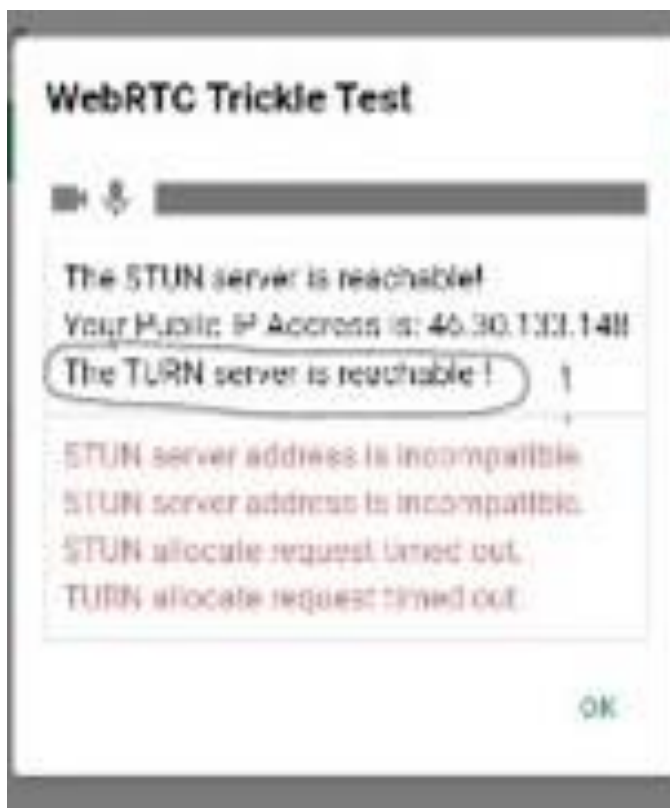 WebRTC Trickle Test
The STUN server is reachable!
Your Public IP Address is: 46.30.133.148
The TURN server is reachable !
1
STUN server address is incompatible.
STUN server address is incompatible.
STUN allocate request timed out.
TURN allocate request timed out.
OK